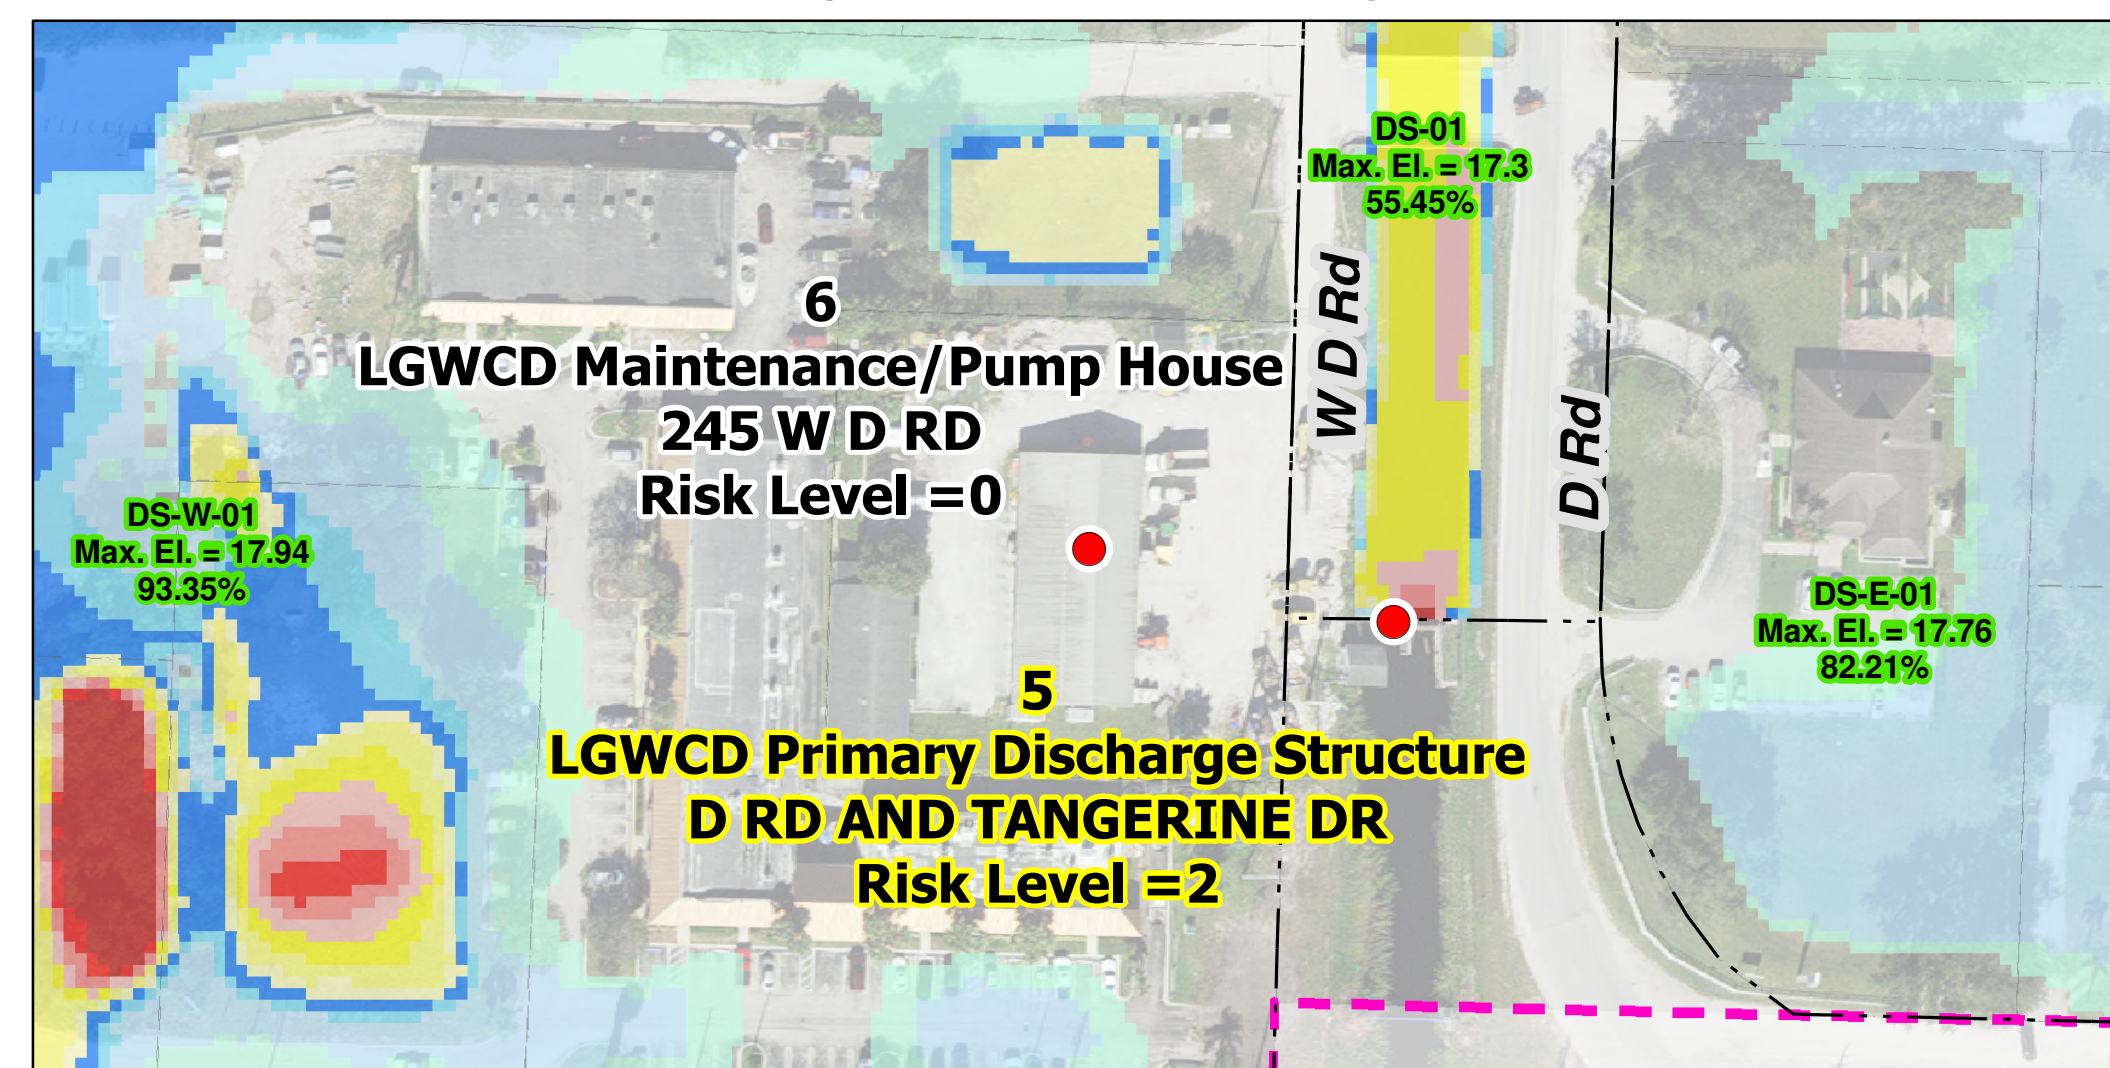 DS-01
Max. El. = 17.3
55.45%
W D Rd
D Rd
6
LGWCD Maintenance/Pump House
245 W D RD
Risk Level =0
DS-W-01
Max. El. = 17.94
93.35%
DS-E-01
Max. El. = 17.76
82.21%
5
LGWCD Primary Discharge Structure
D RD AND TANGERINE DR
Risk Level =2